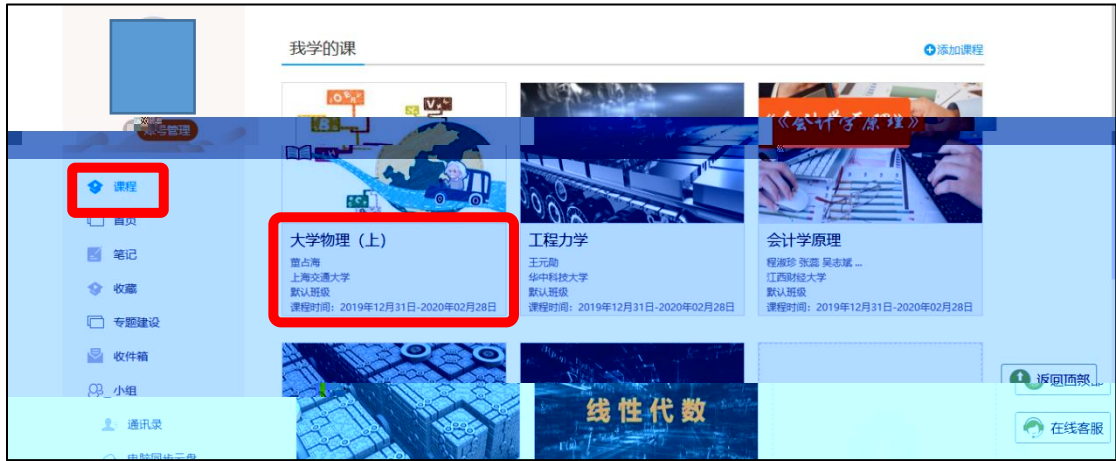 我学的课
添加课程
账号管理
课程
首页
笔记
收藏
专题建设
收件箱
小组
通讯录
电脑同步云盘
《会计学原理》
大学物理（上）
董占海
上海交通大学
默认班级
课程时间：2019年12月31日-2020年02月28日
工程力学
王元勋
华中科技大学
默认班级
课程时间：2019年12月31日-2020年02月28日
会计学原理
程淑珍 张蕊 吴志斌 ...
江西财经大学
默认班级
课程时间：2019年12月31日-2020年02月28日
线性代数
返回顶部
在线客服